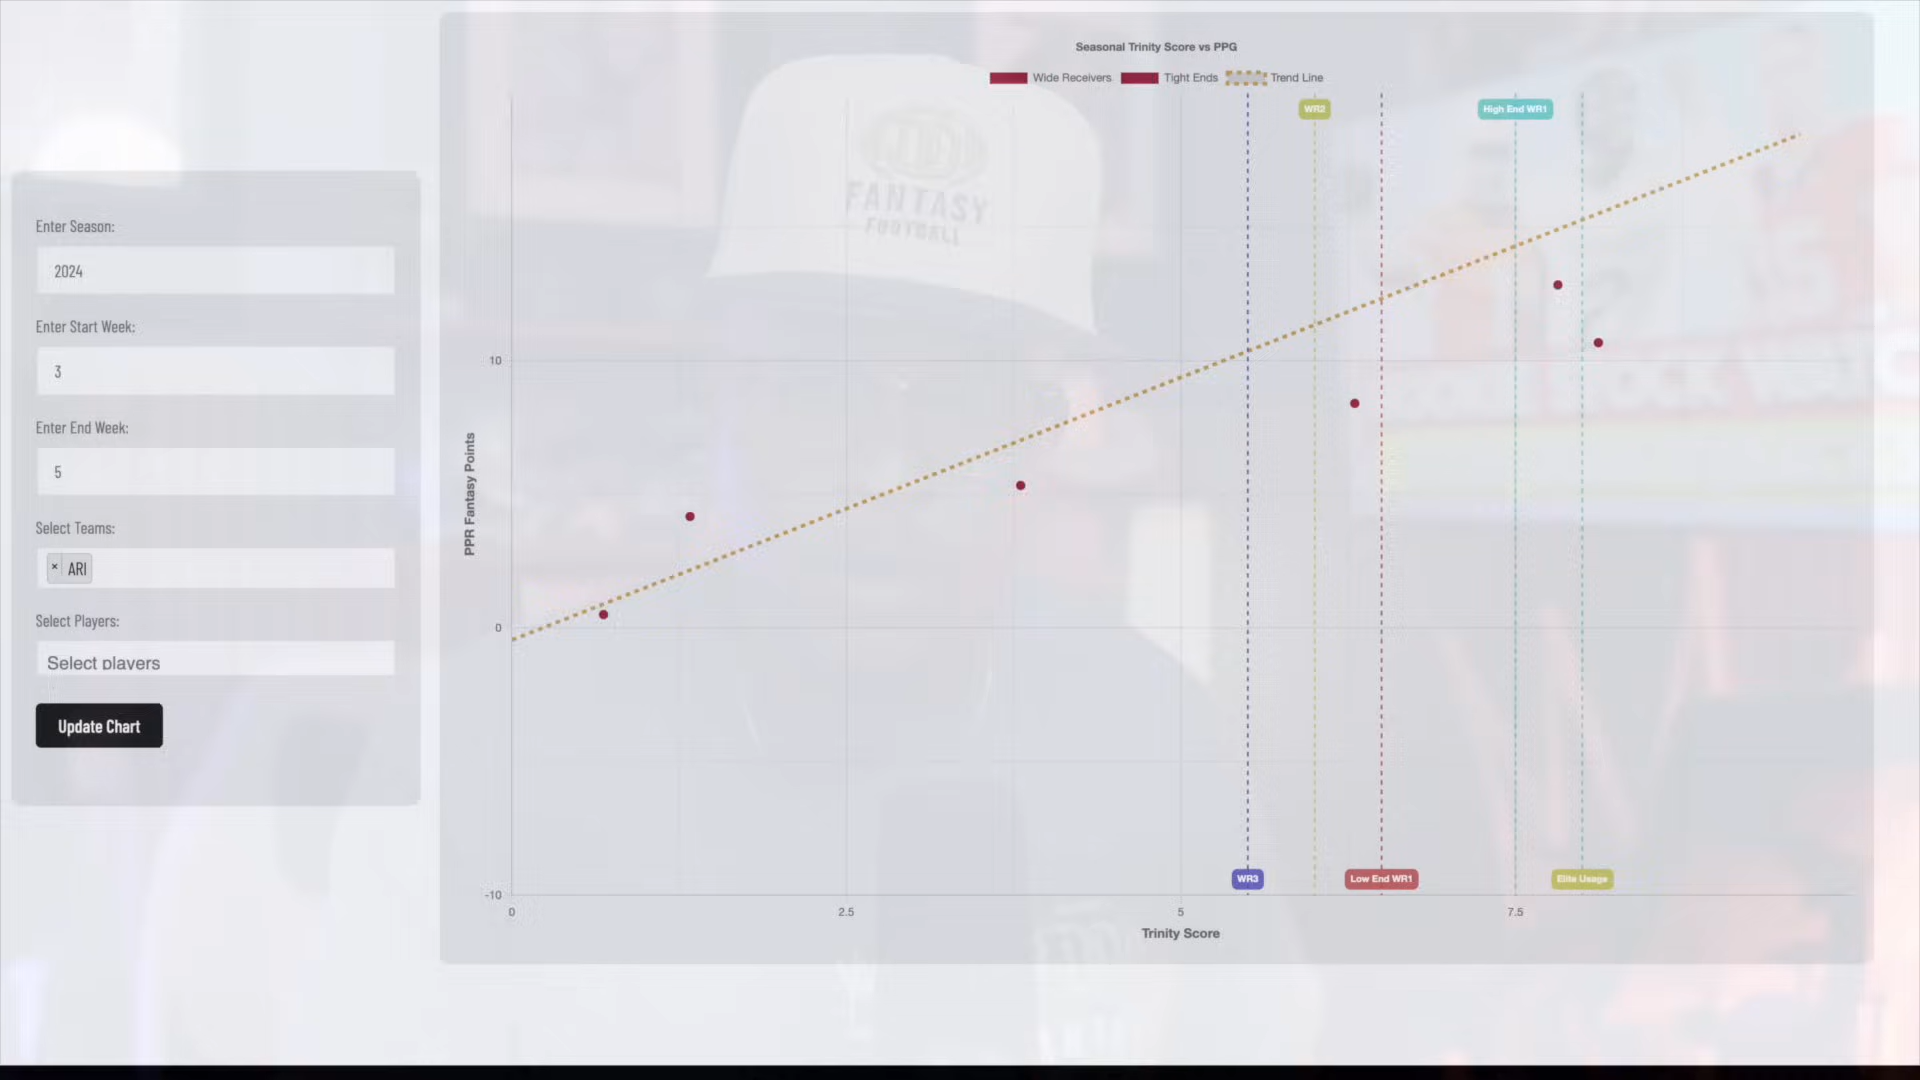 Seasonal Trinity Score vs PPG
Wide Receivers Tight Ends Trend Line
WR2
High End WR1
FANTASY
FOOTBALL
Enter Season:
2024
Enter Start Week:
3
Enter End Week:
5
Select Teams:
× ARI
Select Players:
Select players
Update Chart
PPR Fantasy Points
10
0
-10
WR3
Low End WR1
Elite Usage
0
2.5
5
7.5
Trinity Score